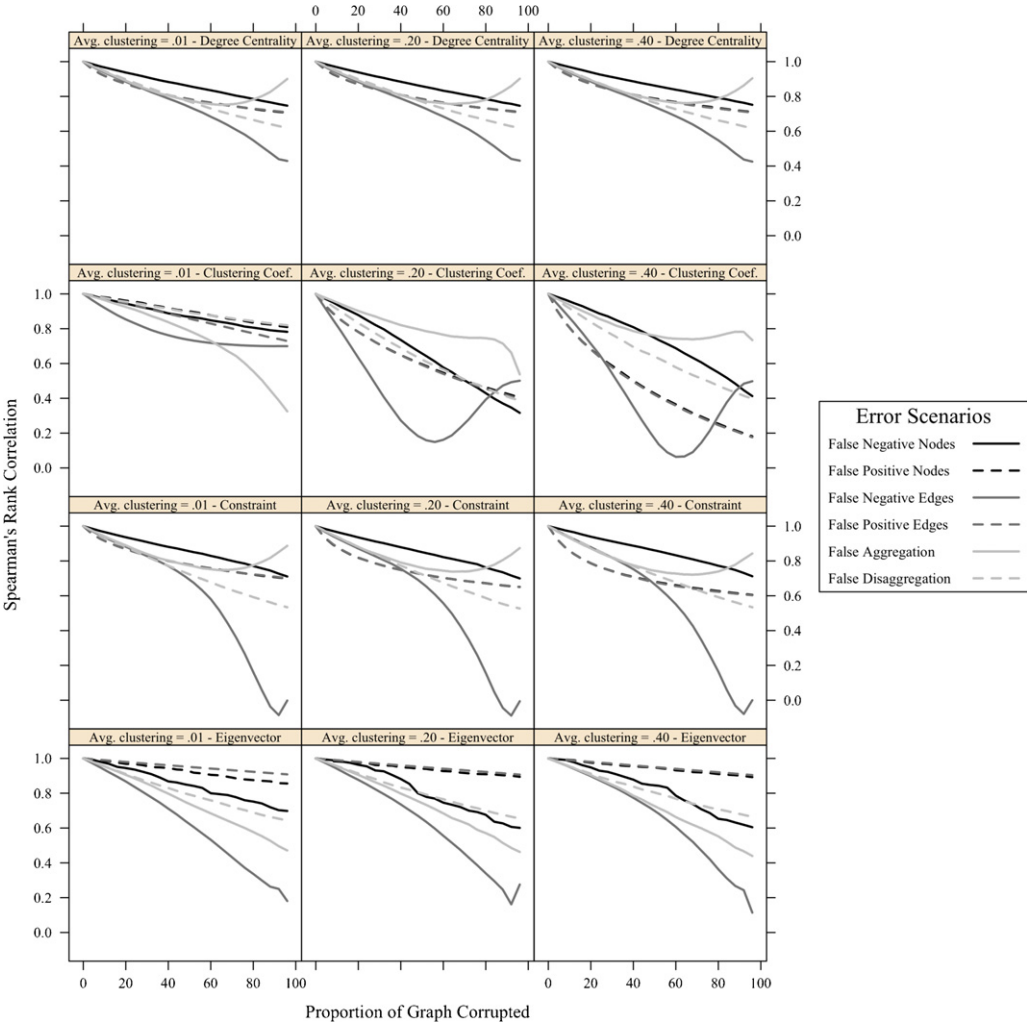 0 20 40 60 80 100
Avg. clustering = .01 - Degree Centrality
Avg. clustering = .20 - Degree Centrality
Avg. clustering = .40 - Degree Centrality
1.0
0.8
0.6
0.4
0.2
0.0
Avg. clustering = .01 - Clustering Coef.
Avg. clustering = .20 - Clustering Coef.
Avg. clustering = .40 - Clustering Coef.
1.0
0.8
0.6
0.4
0.2
0.0
Avg. clustering = .01 - Constraint
Avg. clustering = .20 - Constraint
Avg. clustering = .40 - Constraint
1.0
0.8
0.6
0.4
0.2
0.0
Avg. clustering = .01 - Eigenvector
Avg. clustering = .20 - Eigenvector
Avg. clustering = .40 - Eigenvector
1.0
0.8
0.6
0.4
0.2
0.0
0 20 40 60 80 100
0 20 40 60 80 100
Proportion of Graph Corrupted
Spearman's Rank Correlation
Error Scenarios
False Negative Nodes
False Positive Nodes
False Negative Edges
False Positive Edges
False Aggregation
False Disaggregation